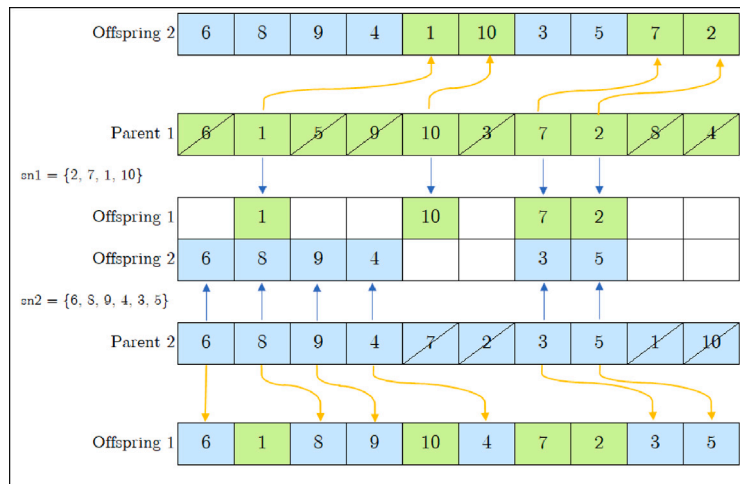 Offspring 2 6 8 9 4 1 10 3 5 7 2
Parent 1 6 1 5 9 10 3 7 2 8 4
sn1 = {2, 7, 1, 10}
Offspring 1 1 10 7 2
Offspring 2 6 8 9 4 3 5
sn2 = {6, 8, 9, 4, 3, 5}
Parent 2 6 8 9 4 7 2 3 5 1 10
Offspring 1 6 1 8 9 10 4 7 2 3 5